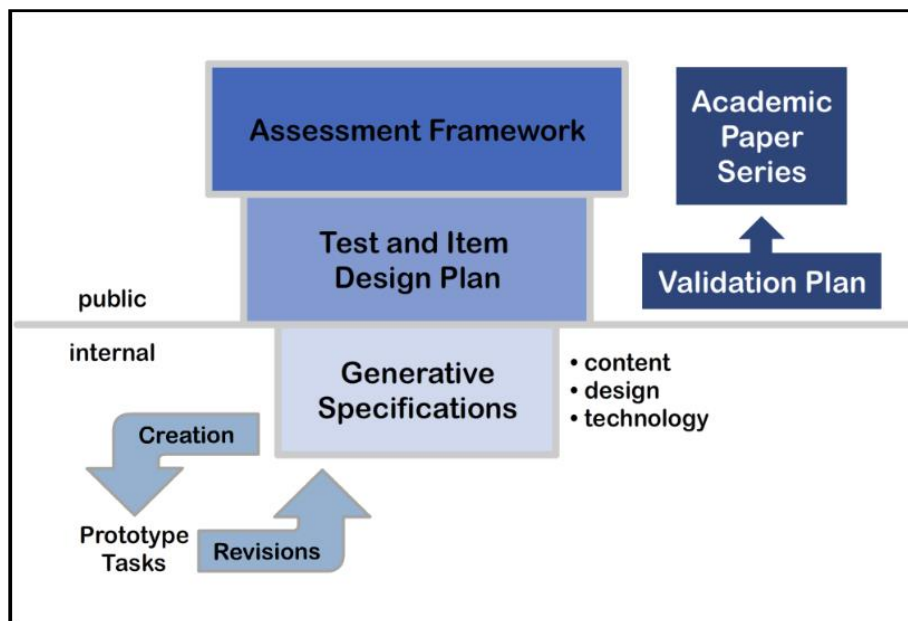 Assessment Framework
Academic
Paper
Series
Test and Item
Design Plan
Validation Plan
public
internal
Generative
Specifications
• content
• design
• technology
Creation
Prototype
Tasks
Revisions